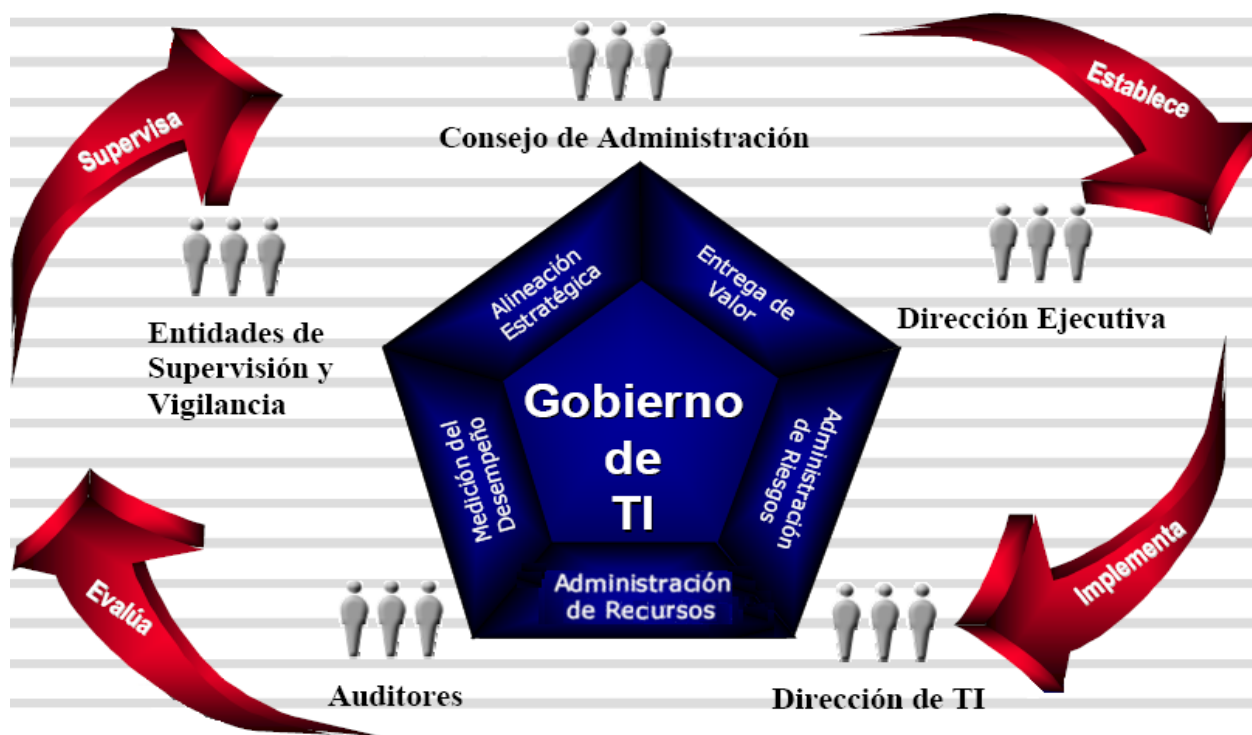 Supervisa
Establece
Consejo de Administración
Entidades de
Supervisión y
Vigilancia
Alineación
Estratégica
Entrega de
Valor
Dirección Ejecutiva
Gobierno
de
TI
Medición del
Desempeño
Administración
de Riesgos
Administración
de Recursos
Evalúa
Implementa
Auditores
Dirección de TI